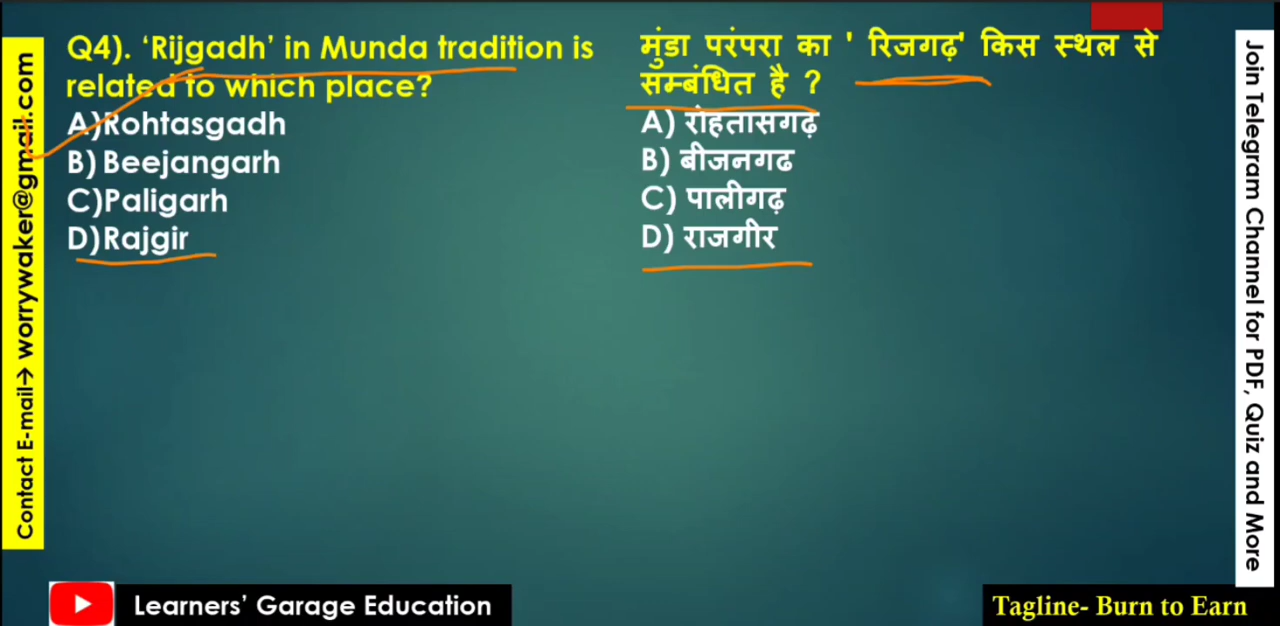 Q4). ‘Rijgadh’ in Munda tradition is
related to which place?
A)Rohtasgadh
B) Beejangarh
C)Paligarh
D)Rajgir
मुंडा परंपरा का ' रिजगढ़' किस स्थल से
सम्बंधित है ?
A) रोहतासगढ़
B) बीजनगढ
C) पालीगढ़
D) राजगीर
Contact E-mail→ worrywaker@gmail.com
Join Telegram Channel for PDF, Quiz and More
Learners’ Garage Education
Tagline- Burn to Earn